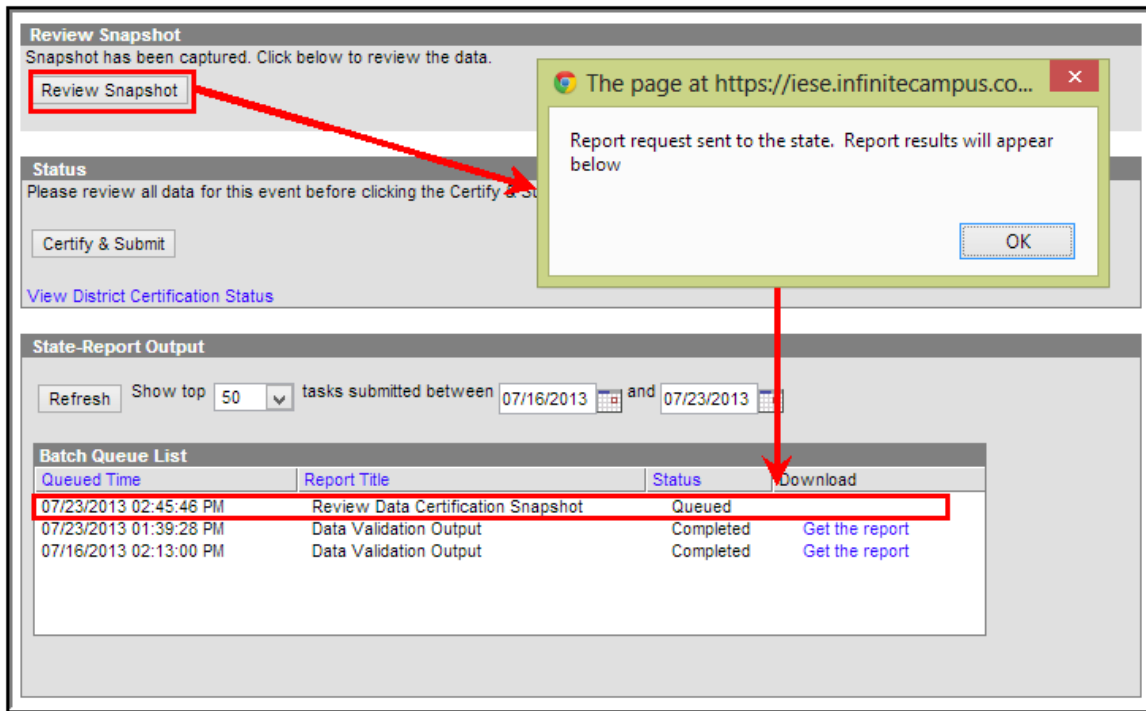 Review Snapshot
Snapshot has been captured. Click below to review the data.
Review Snapshot
The page at https://iese.infinitecampus.co...
Report request sent to the state. Report results will appear
below
OK
Status
Please review all data for this event before clicking the Certify &
Certify & Submit
View District Certification Status
State-Report Output
Refresh Show top 50 tasks submitted between 07/16/2013 and 07/23/2013
Batch Queue List
Queued Time Report Title Status Download
07/23/2013 02:45:46 PM Review Data Certification Snapshot Queued
07/23/2013 01:39:28 PM Data Validation Output Completed Get the report
07/16/2013 02:13:00 PM Data Validation Output Completed Get the report